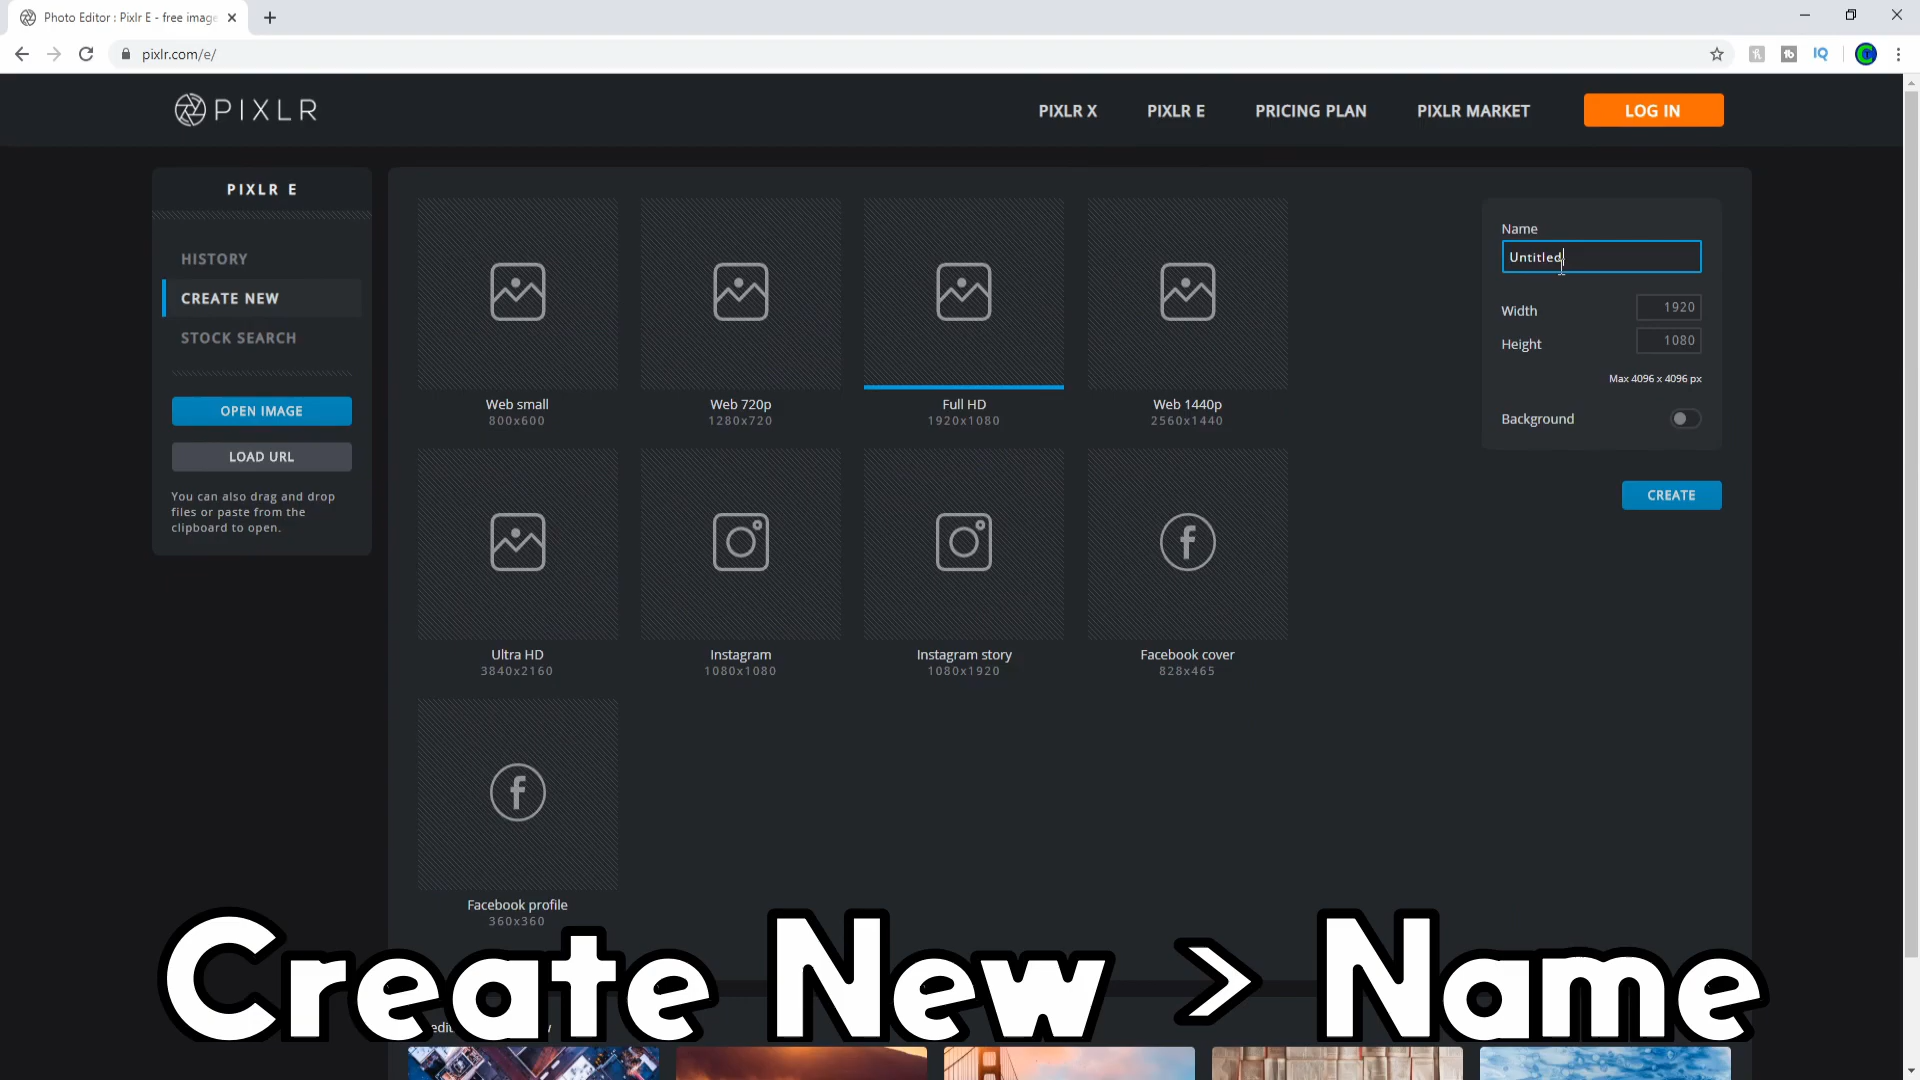 Photo Editor : Pixlr E - free image
pixlr.com/e/
PIXLR
PIXLR X
PIXLR E
PRICING PLAN
PIXLR MARKET
LOG IN
PIXLR E
HISTORY
CREATE NEW
STOCK SEARCH
OPEN IMAGE
LOAD URL
You can also drag and drop
files or paste from the
clipboard to open.
Web small
800x600
Web 720p
1280x720
Full HD
1920x1080
Web 1440p
2560x1440
Ultra HD
3840x2160
Instagram
1080x1080
Instagram story
1080x1920
Facebook cover
828x465
Facebook profile
360x360
Name
Untitled
Width
1920
Height
1080
Max 4096 x 4096 px
Background
CREATE
Create New > Name